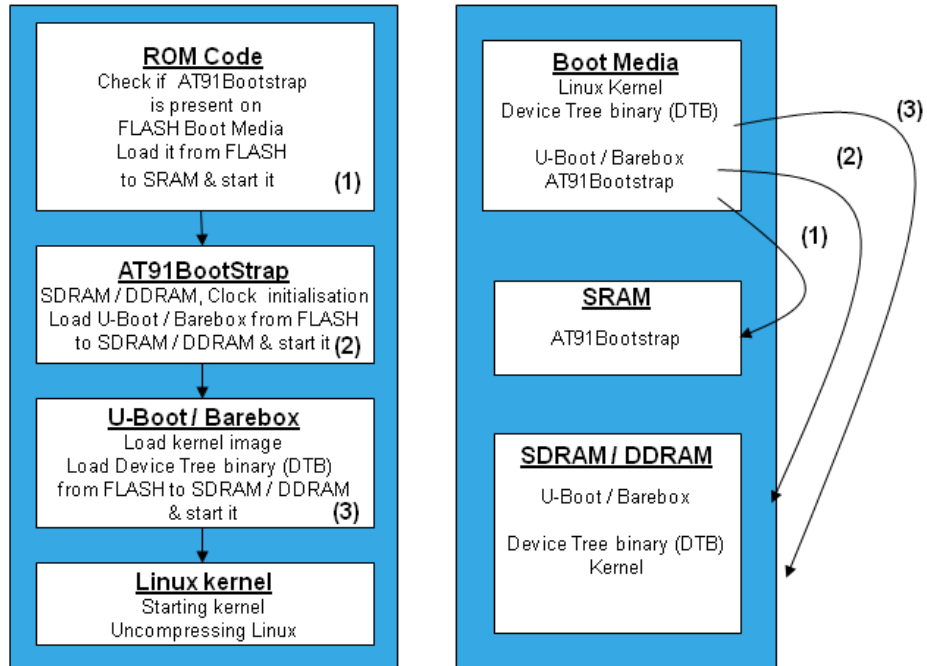 ROM Code
Check if AT91Bootstrap
is present on
FLASH Boot Media
Load it from FLASH
to SRAM & start it (1)
AT91BootStrap
SDRAM / DDRAM, Clock initialisation
Load U-Boot / Barebox from FLASH
to SDRAM / DDRAM & start it (2)
U-Boot / Barebox
Load kernel image
Load Device Tree binary (DTB)
from FLASH to SDRAM / DDRAM
& start it (3)
Linux kernel
Starting kernel
Uncompressing Linux
Boot Media
Linux Kernel
Device Tree binary (DTB)
U-Boot / Barebox
AT91Bootstrap
(3)
(2)
(1)
SRAM
AT91Bootstrap
SDRAM / DDRAM
U-Boot / Barebox
Device Tree binary (DTB)
Kernel